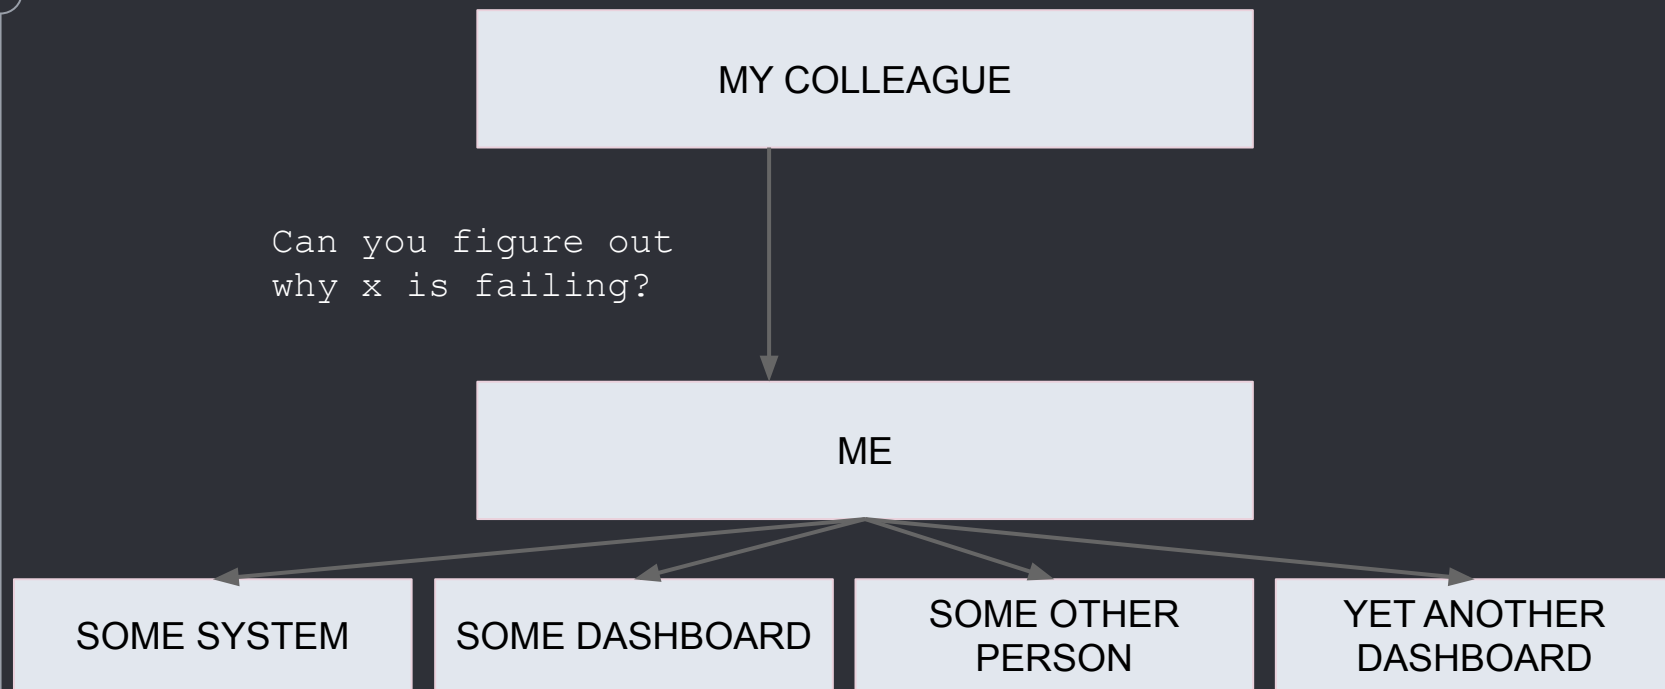 MY COLLEAGUE
Can you figure out
why x is failing?
ME
SOME SYSTEM
SOME DASHBOARD
SOME OTHER
PERSON
YET ANOTHER
DASHBOARD